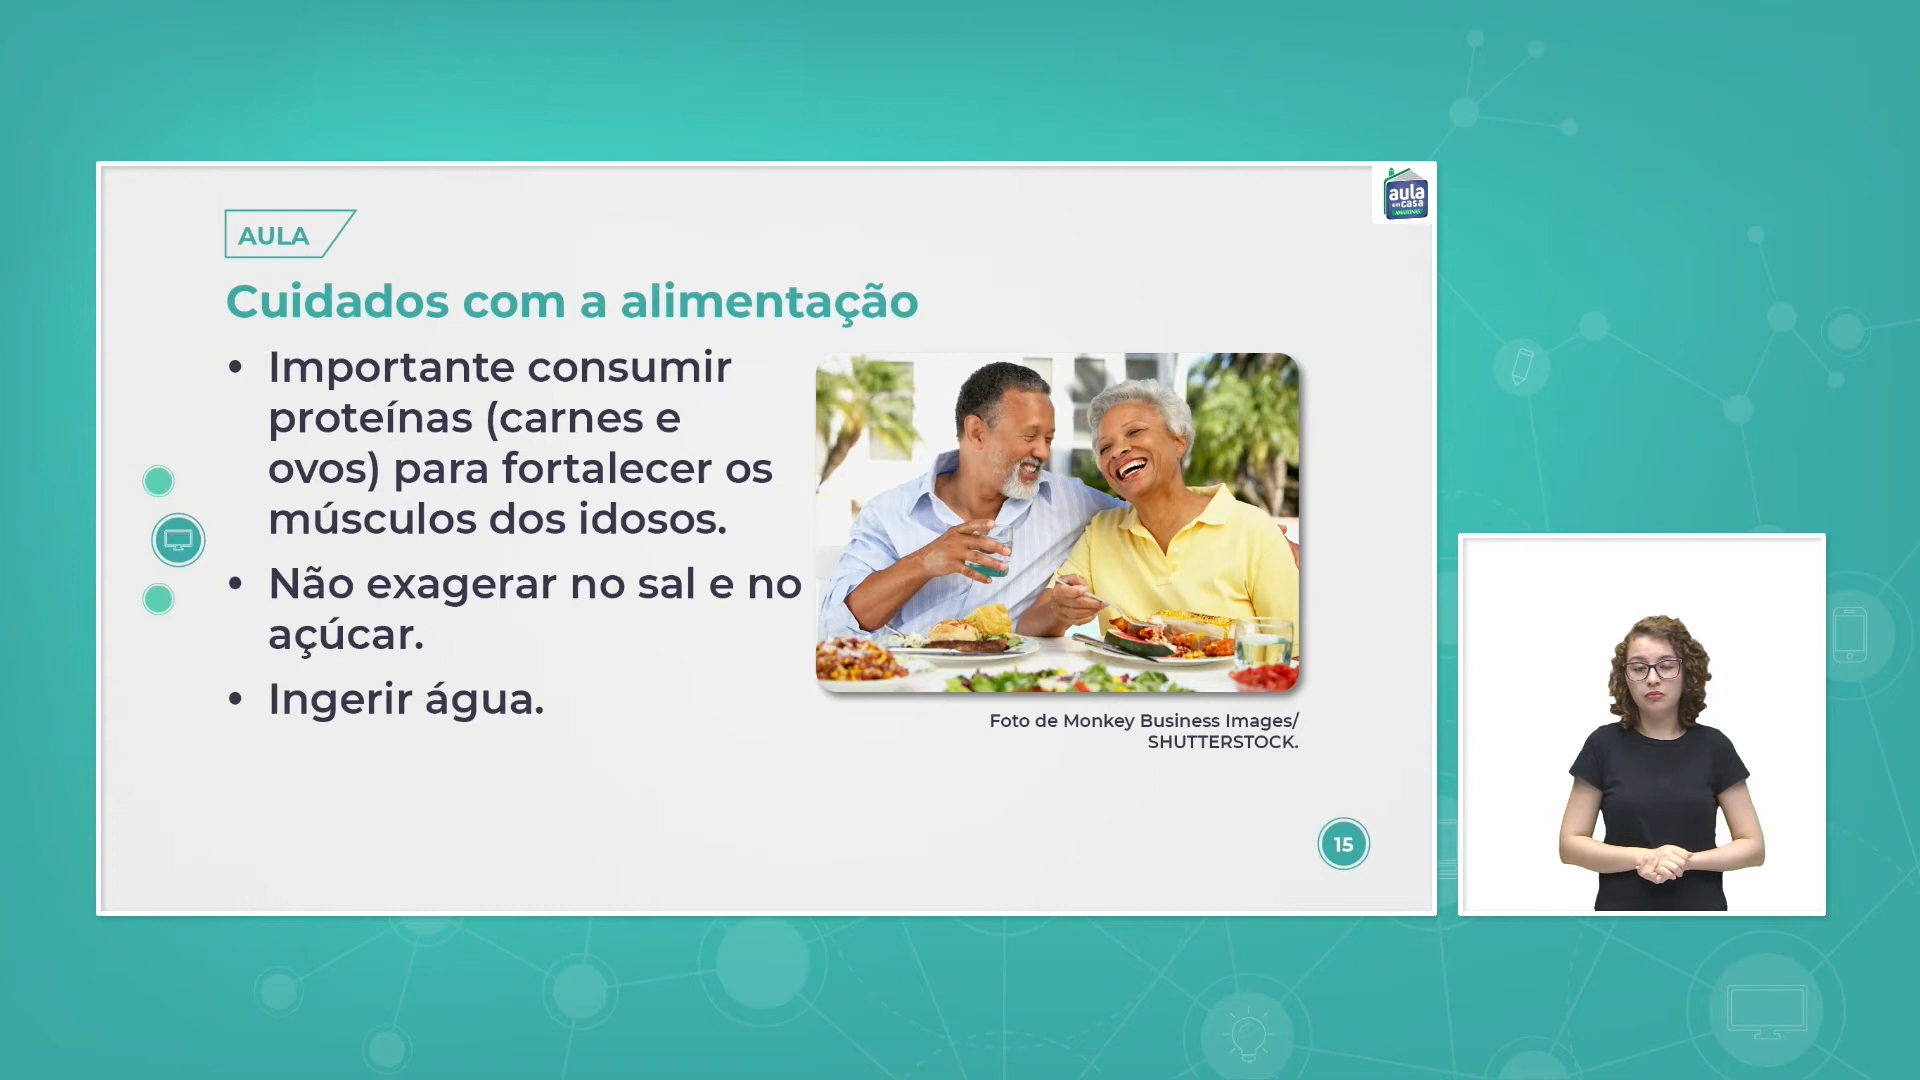 aula
em casa
AMAZONAS
AULA
Cuidados com a alimentação
• Importante consumir
proteínas (carnes e
ovos) para fortalecer os
músculos dos idosos.
• Não exagerar no sal e no
açúcar.
• Ingerir água.
Foto de Monkey Business Images/
SHUTTERSTOCK.
15